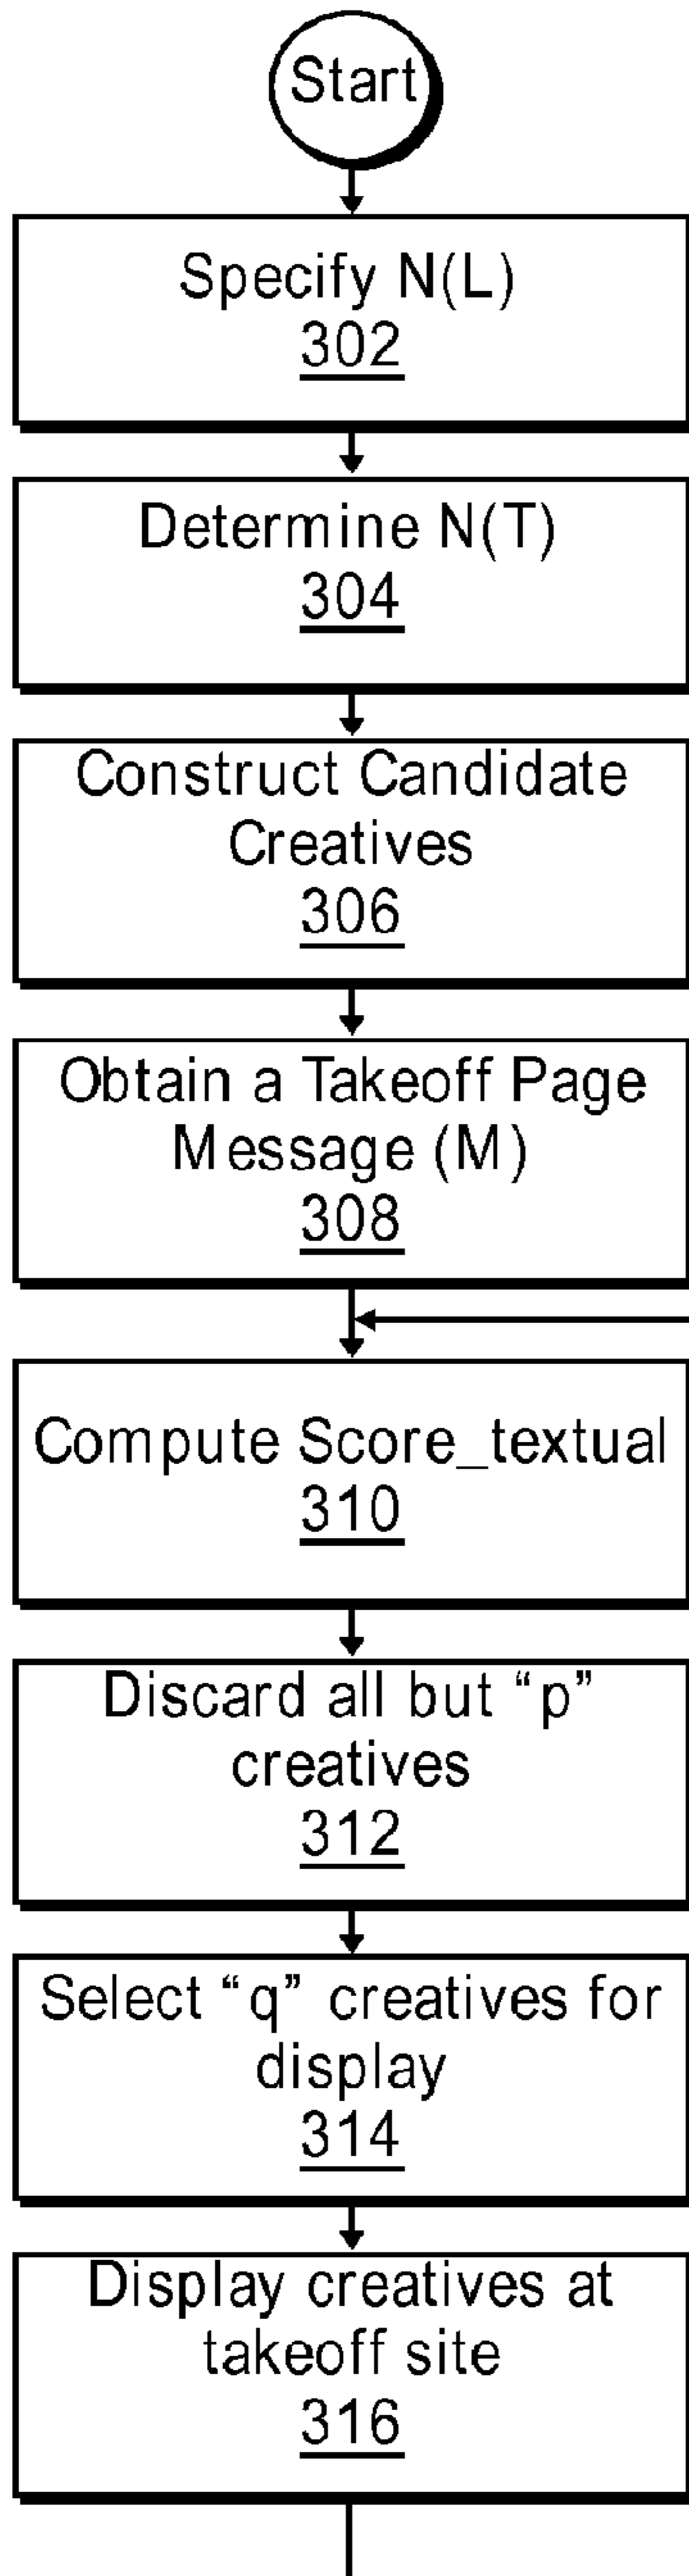 Start
Specify N(L)
302
Determine N(T)
304
Construct Candidate
Creatives
306
Obtain a Takeoff Page
Message (M)
308
Compute Score_textual
310
Discard all but “p”
creatives
312
Select “q” creatives for
display
314
Display creatives at
takeoff site
316